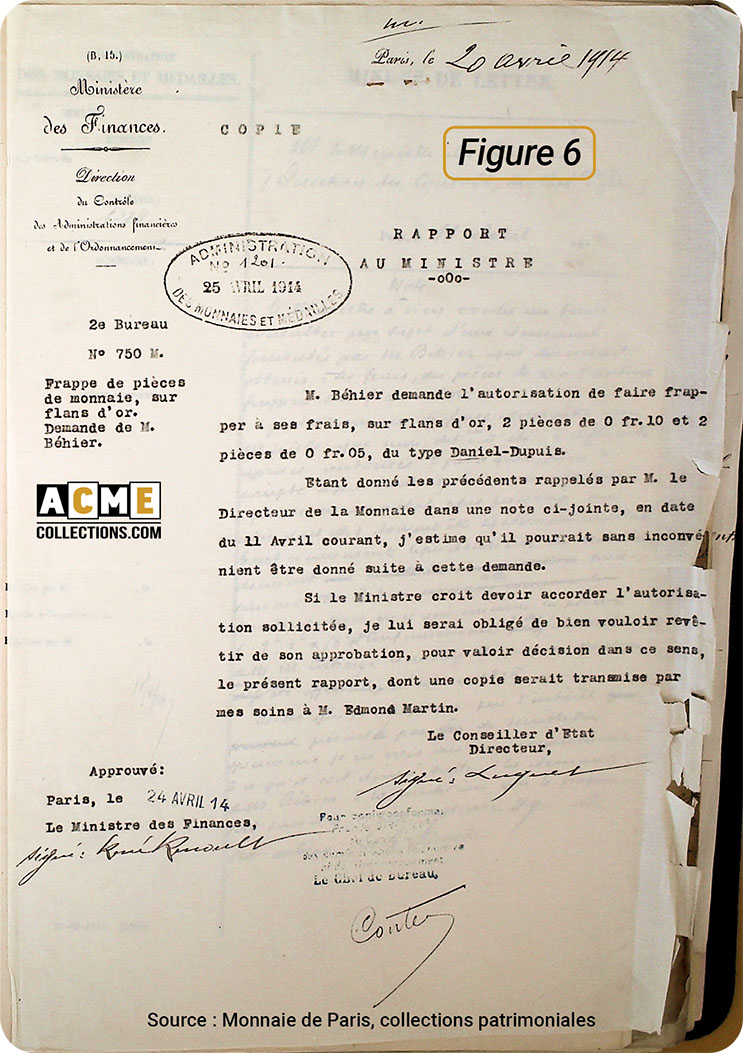 (B, 15.)
Paris, le 20 avril 1914
Ministère
des Finances.
COPIE
Figure 6
Direction
du Contrôle
des Administrations financières
et de l'Ordonnancement
RAPPORT
AU MINISTRE
-oOo-
ADMINISTRATION
No 1201.
25 AVRIL 1914
DES MONNAIES ET MÉDAILLES
2e Bureau
N° 750 M.
Frappe de pièces
de monnaie, sur
flans d'or.
Demande de M.
Béhier.
M. Béhier demande l'autorisation de faire frap-
per à ses frais, sur flans d'or, 2 pièces de 0 fr.10 et 2
pièces de 0 fr.05, du type Daniel-Dupuis.
Etant donné les précédents rappelés par M. le
Directeur de la Monnaie dans une note ci-jointe, en date
du 11 Avril courant, j'estime qu'il pourrait sans inconvé
nient être donné suite à cette demande.
Si le Ministre croit devoir accorder l'autorisa-
tion sollicitée, je lui serai obligé de bien vouloir revê-
tir de son approbation, pour valoir décision dans ce sens,
le présent rapport, dont une copie serait transmise par
mes soins à M. Edmond Martin.
ACME
COLLECTIONS.COM
Le Conseiller d'Etat
Directeur,
signé: Luquet
Approuvé:
Paris, le 24 AVRIL 14
Le Ministre des Finances,
signé: René Renoult
Pour copie conforme,
Le Chef de Bureau,
Source : Monnaie de Paris, collections patrimoniales